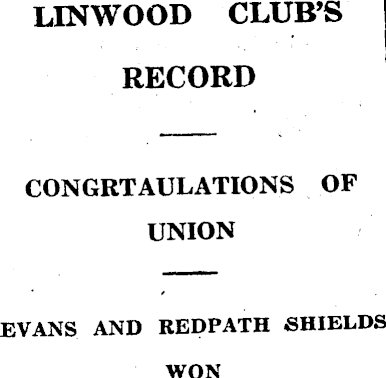 LINWOOD CLUB'S
RECORD
CONGRTAULATIONS OF
UNION
EVANS AND REDPATH SHIELDS
WON